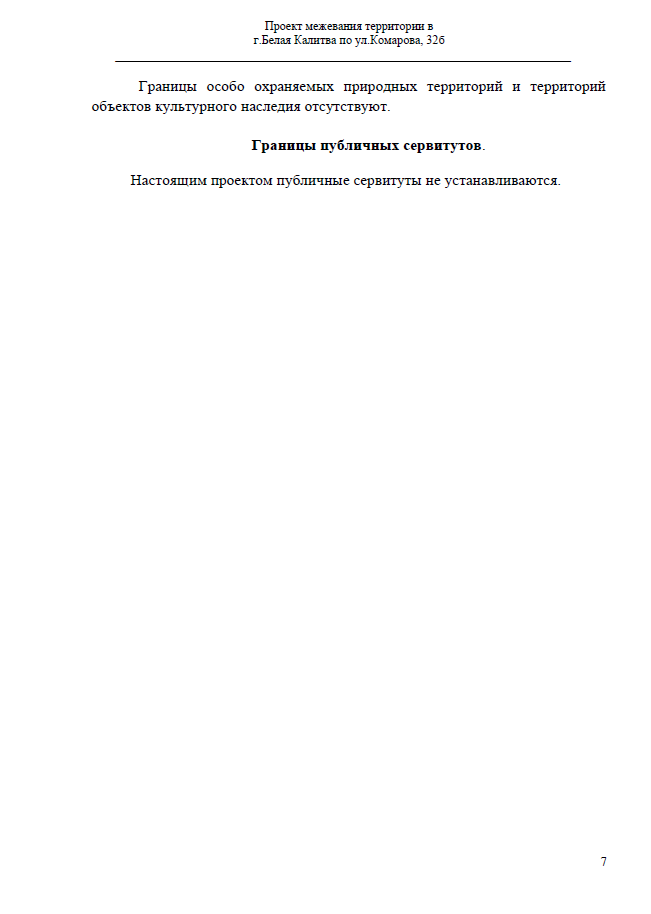 Проект межевания территории в
г.Белая Калитва по ул.Комарова, 32б
Границы особо охраняемых природных территорий и территорий
объектов культурного наследия отсутствуют.
Границы публичных сервитутов.
Настоящим проектом публичные сервитуты не устанавливаются.
7